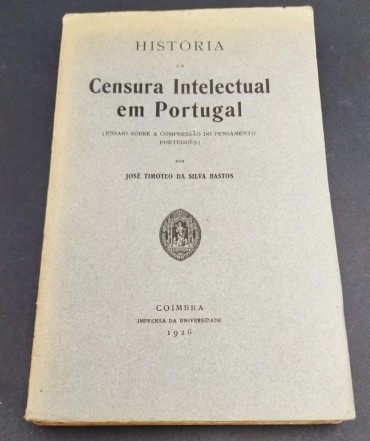 HISTÓRIA
DA
Censura Intelectual
em Portugal
(ENSAIO SOBRE A COMPRESSÃO DO PENSAMENTO
PORTUGUÊS)
POR
JOSÉ TIMOTEO DA SILVA BASTOS
COIMBRA
IMPRENSA DA UNIVERSIDADE
1926